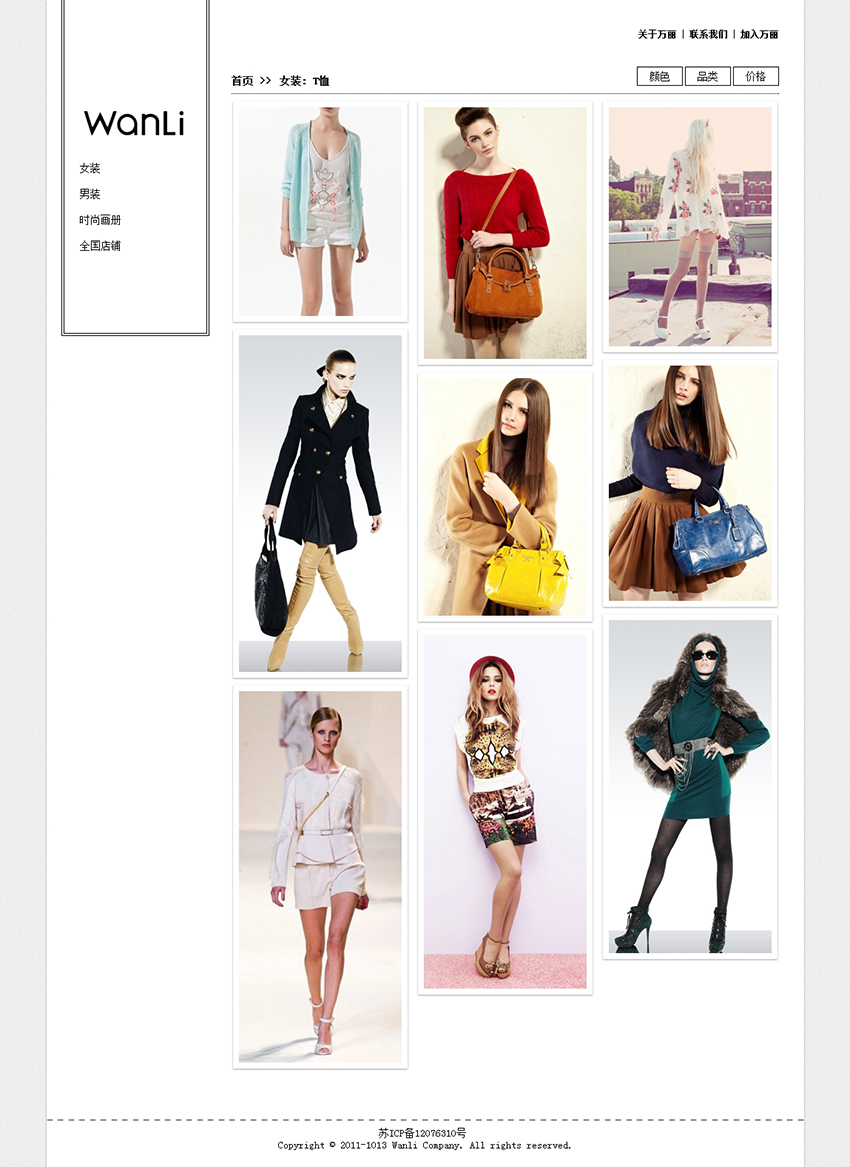 关于万丽 | 联系我们 | 加入万丽
首页 >> 女装: T恤
颜色 品类 价格
WanLi
女装
男装
时尚画册
全国店铺
苏ICP备12076310号
Copyright © 2011-1013 Wanli Company. All rights reserved.